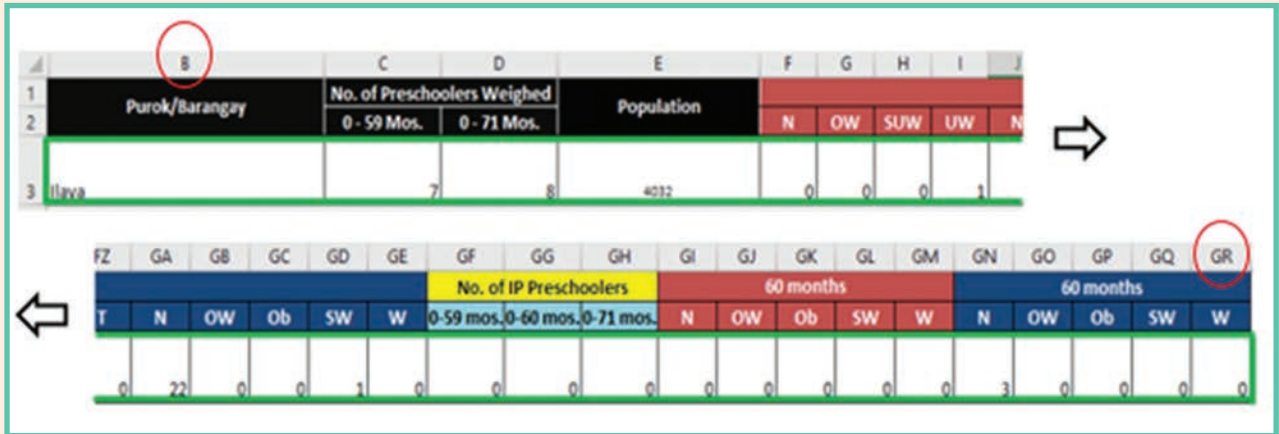 B C D E F G H I J
1 Purok/Barangay No. of Preschoolers Weighed Population
2 0 - 59 Mos. 0 - 71 Mos. N OW SUW UW N
3 Ilaya 7 8 4032 0 0 0 1
FZ GA GB GC GD GE GF GG GH GI GJ GK GL GM GN GO GP GQ GR
No. of IP Preschoolers 60 months 60 months
T N OW Ob SW W 0-59 mos. 0-60 mos. 0-71 mos. N OW Ob SW W N OW Ob SW W
0 22 0 0 1 0 0 0 0 0 0 0 0 0 3 0 0 0 0